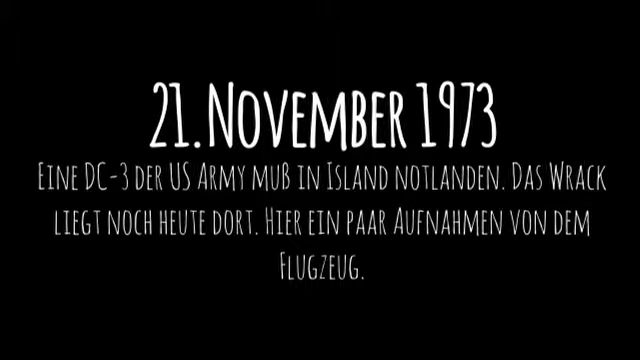 21. November 1973
Eine DC-3 der US Army muß in Island notlanden. Das Wrack
liegt noch heute dort. Hier ein paar Aufnahmen von dem
Flugzeug.